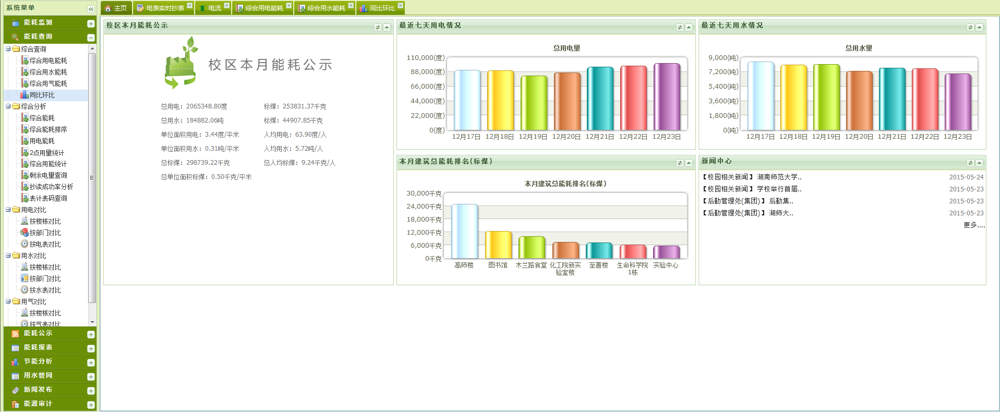 系统菜单
能耗监测
能耗查询
综合查询
综合用电能耗
综合用水能耗
综合用气能耗
同比环比
综合分析
综合能耗
综合能耗排序
用电能耗
2点用量统计
综合用能统计
剩余电量查询
抄读成功率分析
表计表码查询
用电对比
按楼栋对比
按部门对比
按电表对比
用水对比
按楼栋对比
按部门对比
按水表对比
用气对比
按楼栋对比
按气表对比
能耗公示
能耗报表
节能分析
用水管网
新闻发布
能源审计
主页 电表实时抄表 电流 综合用电能耗 综合用水能耗 同比环比
校区本月能耗公示
校区本月能耗公示
总用电：2065348.80度 标煤：253831.37千克
总用水：184882.06吨 标煤：44907.85千克
单位面积用电：3.44度/平米 人均用电：63.90度/人
单位面积用水：0.31吨/平米 人均用水：5.72吨/人
总标煤：298739.22千克 总人均标煤：9.24千克/人
总单位面积标煤：0.50千克/平米
最近七天用电情况
总用电量
110,000(度)
88,000(度)
66,000(度)
44,000(度)
22,000(度)
0(度)
12月17日 12月18日 12月19日 12月20日 12月21日 12月22日 12月23日
最近七天用水情况
总用水量
9,000(吨)
7,200(吨)
5,400(吨)
3,600(吨)
1,800(吨)
0(吨)
12月17日 12月18日 12月19日 12月20日 12月21日 12月22日 12月23日
本月建筑总能耗排名(标煤)
本月建筑总能耗排名(标煤)
30,000千克
24,000千克
18,000千克
12,000千克
6,000千克
0千克
高师楼 图书馆 木兰路食堂 化工院新实 至善楼 生命科学院 实验中心
验室楼 1栋
新闻中心
【校园相关新闻】 湖南师范大学.. 2015-05-24
【校园相关新闻】 学校举行首届.. 2015-05-23
【后勤管理处(集团)】 后勤集.. 2015-05-23
【后勤管理处(集团)】 湖师大.. 2015-05-23
更多....